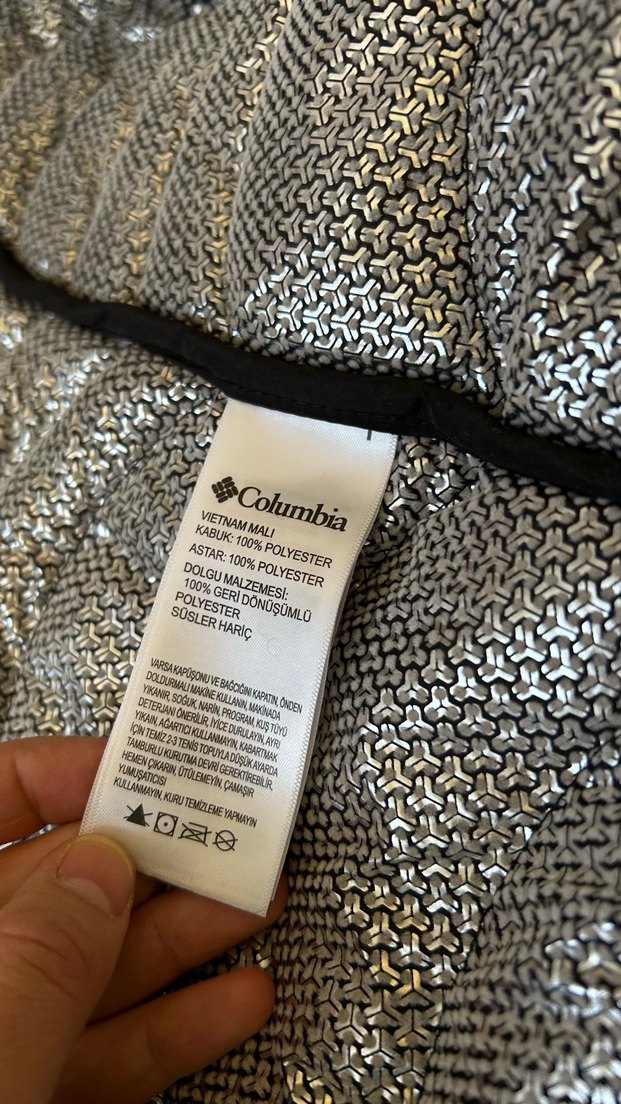 Columbia
VIETNAM MALI
KABUK: 100% POLYESTER
ASTAR: 100% POLYESTER
DOLGU MALZEMESİ:
100% GERİ DÖNÜŞÜMLÜ
POLYESTER
SÜSLER HARİÇ
VARSA KAPÜŞONU VE BAĞCIĞINI KAPATIN, ÖNDEN
DOLDURMALI MAKİNE KULLANIN, MAKİNADA
YIKANIR, SOĞUK, NARİN, PROGRAM, KUŞ TÜYÜ
DETERJANI ÖNERİLİR, İYİCE DURULAYIN, AYRI
YIKAIN, AĞARTICI KULLANMAYIN, KABARTMAK
İÇİN TEMİZ 2-3 TENİS TOPUYLA DÜŞÜK AYARDA
TAMBURLU KURUTMA DEVRİ GEREKTİREBİLİR,
HEMEN ÇIKARIN, ÜTÜLEMEYİN, ÇAMAŞIR
YUMUŞATICISI
KULLANMAYIN, KURU TEMİZLEME YAPMAYIN